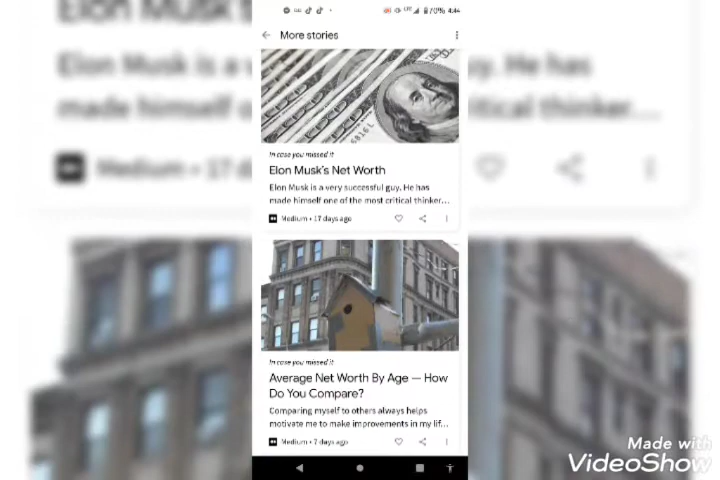 4:44
More stories
In case you missed it
Elon Musk's Net Worth
Elon Musk is a very successful guy. He has
made himself one of the most critical thinker...
Medium • 17 days ago
In case you missed it
Average Net Worth By Age — How
Do You Compare?
Comparing myself to others always helps
motivate me to make improvements in my lif...
Medium • 7 days ago
Made with
VideoShow